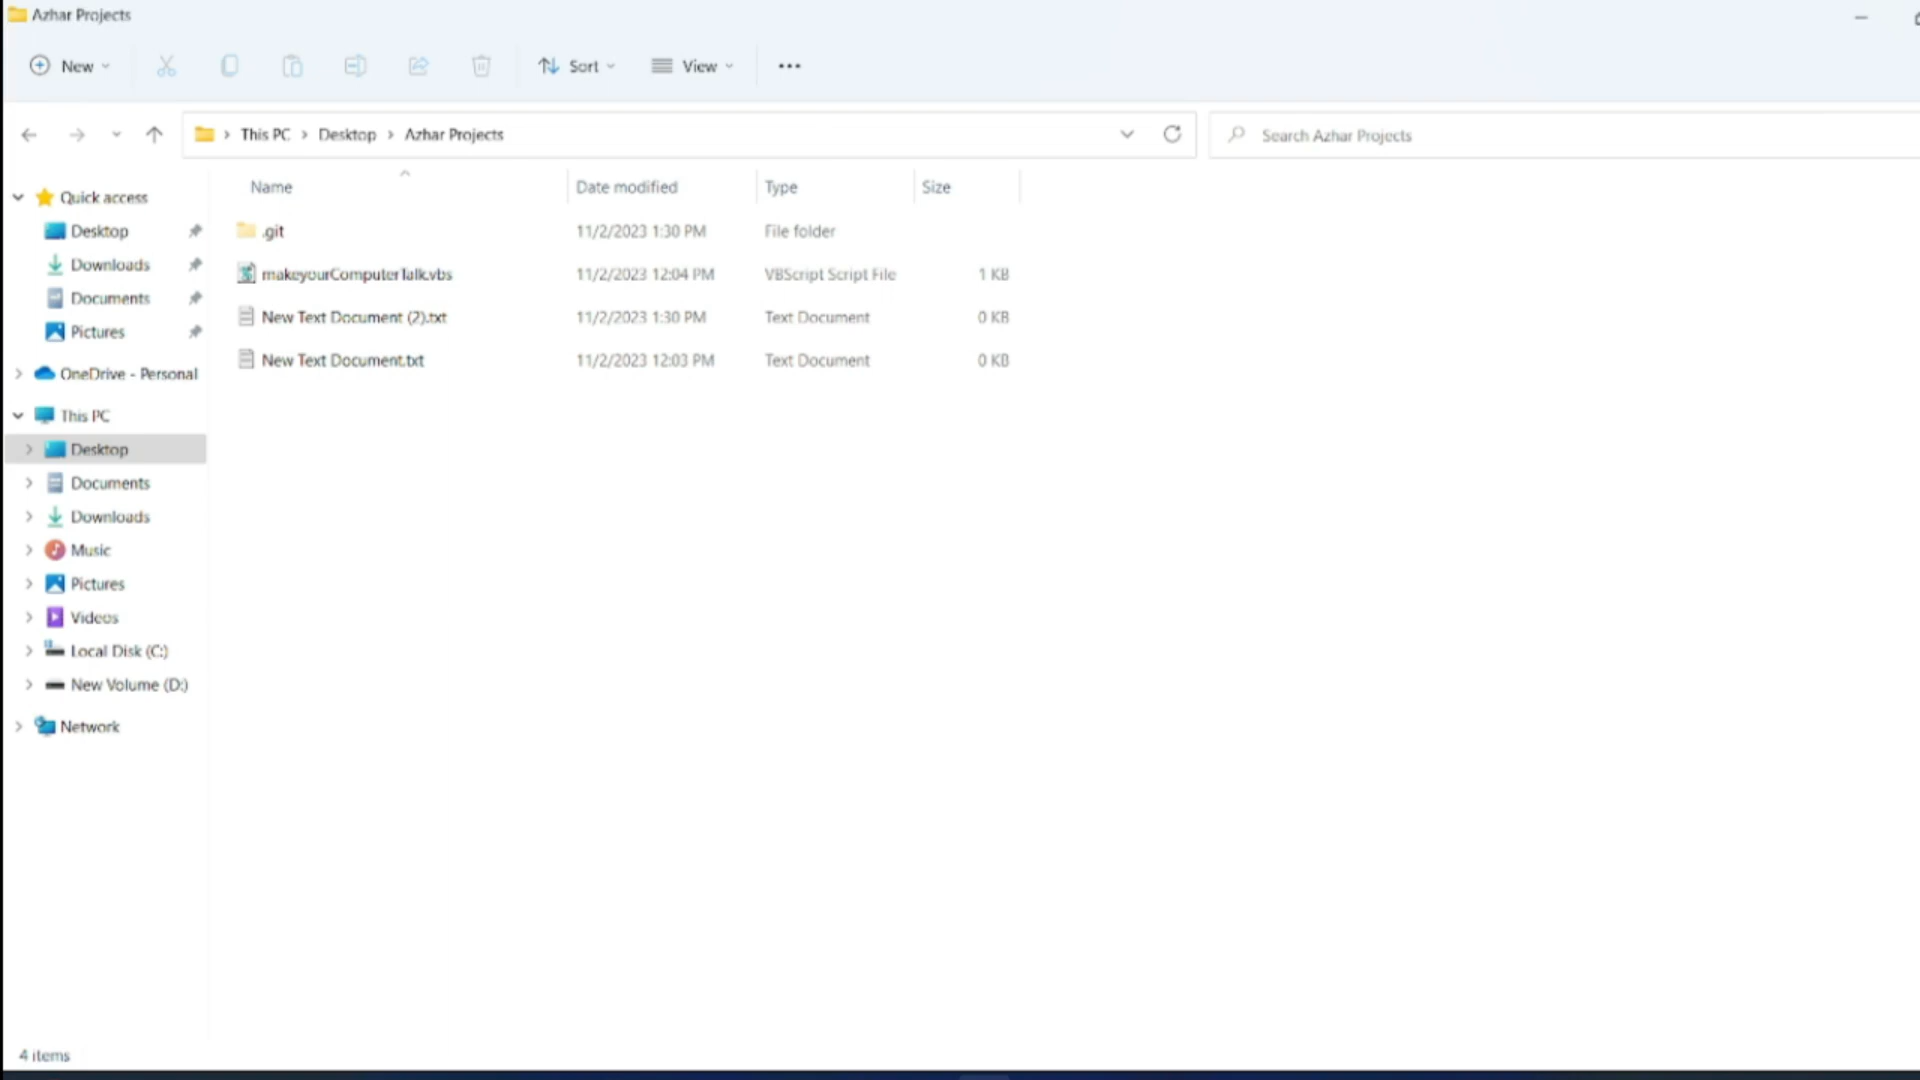 Azhar Projects
New
Sort
View
This PC
Desktop
Azhar Projects
Search Azhar Projects
Name
Date modified
Type
Size
Quick access
Desktop
Downloads
Documents
Pictures
OneDrive - Personal
This PC
Desktop
Documents
Downloads
Music
Pictures
Videos
Local Disk (C:)
New Volume (D:)
Network
.git 11/2/2023 1:30 PM File folder
makeyourComputerTalk.vbs 11/2/2023 12:04 PM VBScript Script File 1 KB
New Text Document (2).txt 11/2/2023 1:30 PM Text Document 0 KB
New Text Document.txt 11/2/2023 12:03 PM Text Document 0 KB
4 items